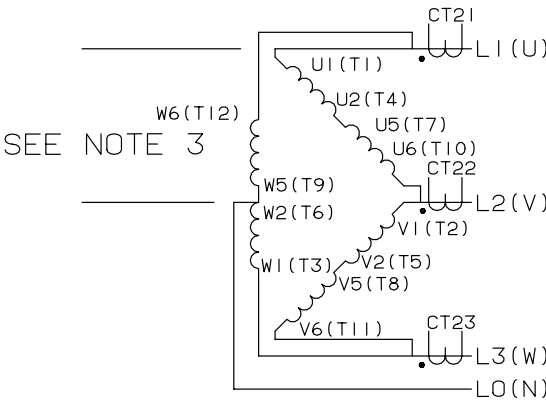 CT21
L1(U)
U1(T1)
U2(T4)
W6(T12)
U5(T7)
SEE NOTE 3
U6(T10)
CT22
W5(T9)
L2(V)
W2(T6)
V1(T2)
W1(T3)
V2(T5)
V5(T8)
V6(T11)
CT23
L3(W)
L0(N)